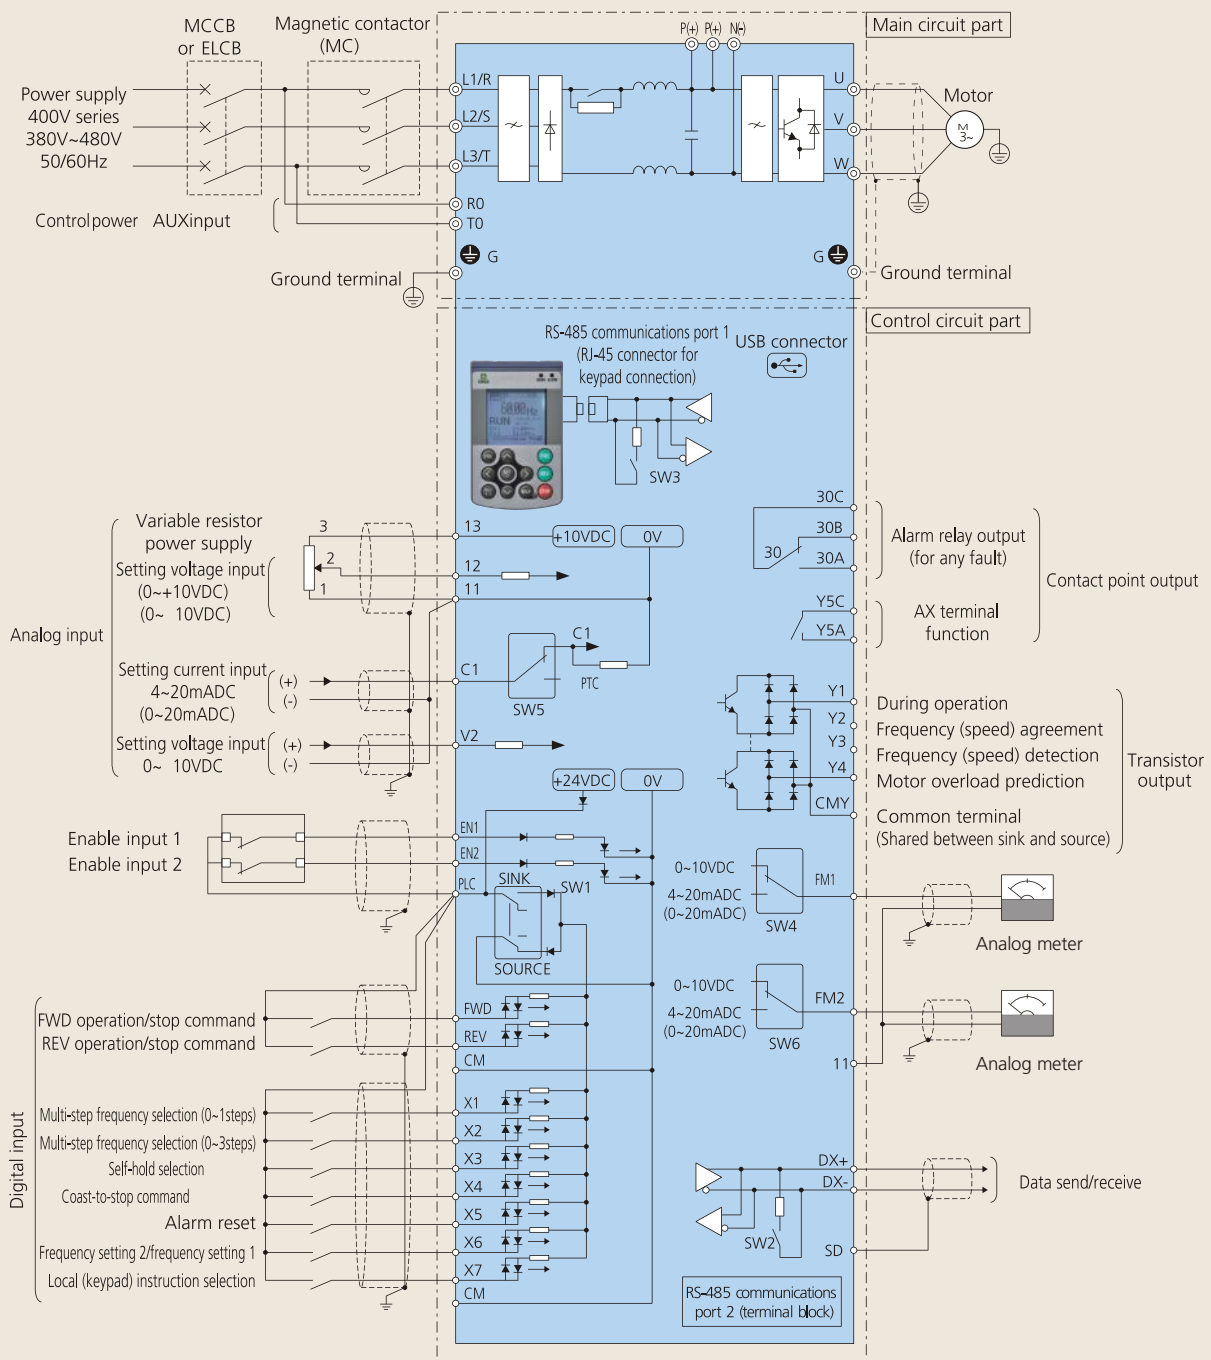 MCCB
or ELCB
Magnetic contactor
(MC)
P(+) P(+) N(-)
Main circuit part
Power supply
400V series
380V~480V
50/60Hz
L1/R
L2/S
L3/T
U
V
W
Motor
M
3~
Controlpower AUXinput
R0
T0
G
G
Ground terminal
Ground terminal
Control circuit part
RS-485 communications port 1
(RJ-45 connector for
keypad connection)
USB connector
60.00Hz
RUN
SW3
Analog input
Variable resistor
power supply
Setting voltage input
(0~+10VDC)
(0~ 10VDC)
3
2
1
13
12
11
+10VDC
0V
Setting current input
4~20mADC
(0~20mADC)
(+)
(-)
C1
C1
PTC
SW5
Setting voltage input
0~ 10VDC
(+)
(-)
V2
+24VDC
0V
30C
30B
30
30A
Alarm relay output
(for any fault)
Y5C
Y5A
AX terminal
function
Contact point output
Y1
Y2
Y3
Y4
CMY
During operation
Frequency (speed) agreement
Frequency (speed) detection
Motor overload prediction
Common terminal
(Shared between sink and source)
Transistor
output
Enable input 1
Enable input 2
EN1
EN2
PLC
SINK
SW1
SOURCE
0~10VDC
4~20mADC
(0~20mADC)
FM1
SW4
Analog meter
0~10VDC
4~20mADC
(0~20mADC)
FM2
SW6
11
Analog meter
Digital input
FWD operation/stop command
REV operation/stop command
FWD
REV
CM
Multi-step frequency selection (0~1steps)
Multi-step frequency selection (0~3steps)
Self-hold selection
Coast-to-stop command
Alarm reset
Frequency setting 2/frequency setting 1
Local (keypad) instruction selection
X1
X2
X3
X4
X5
X6
X7
CM
DX+
DX-
SD
SW2
Data send/receive
RS-485 communications
port 2 (terminal block)